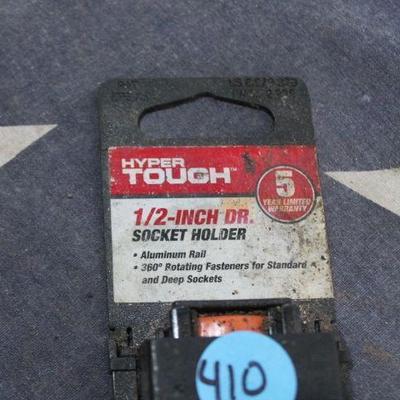 HYPER
TOUGH™
5
YEAR LIMITED
WARRANTY
1/2-INCH DR.
SOCKET HOLDER
• Aluminum Rail
• 360° Rotating Fasteners for Standard
and Deep Sockets
410